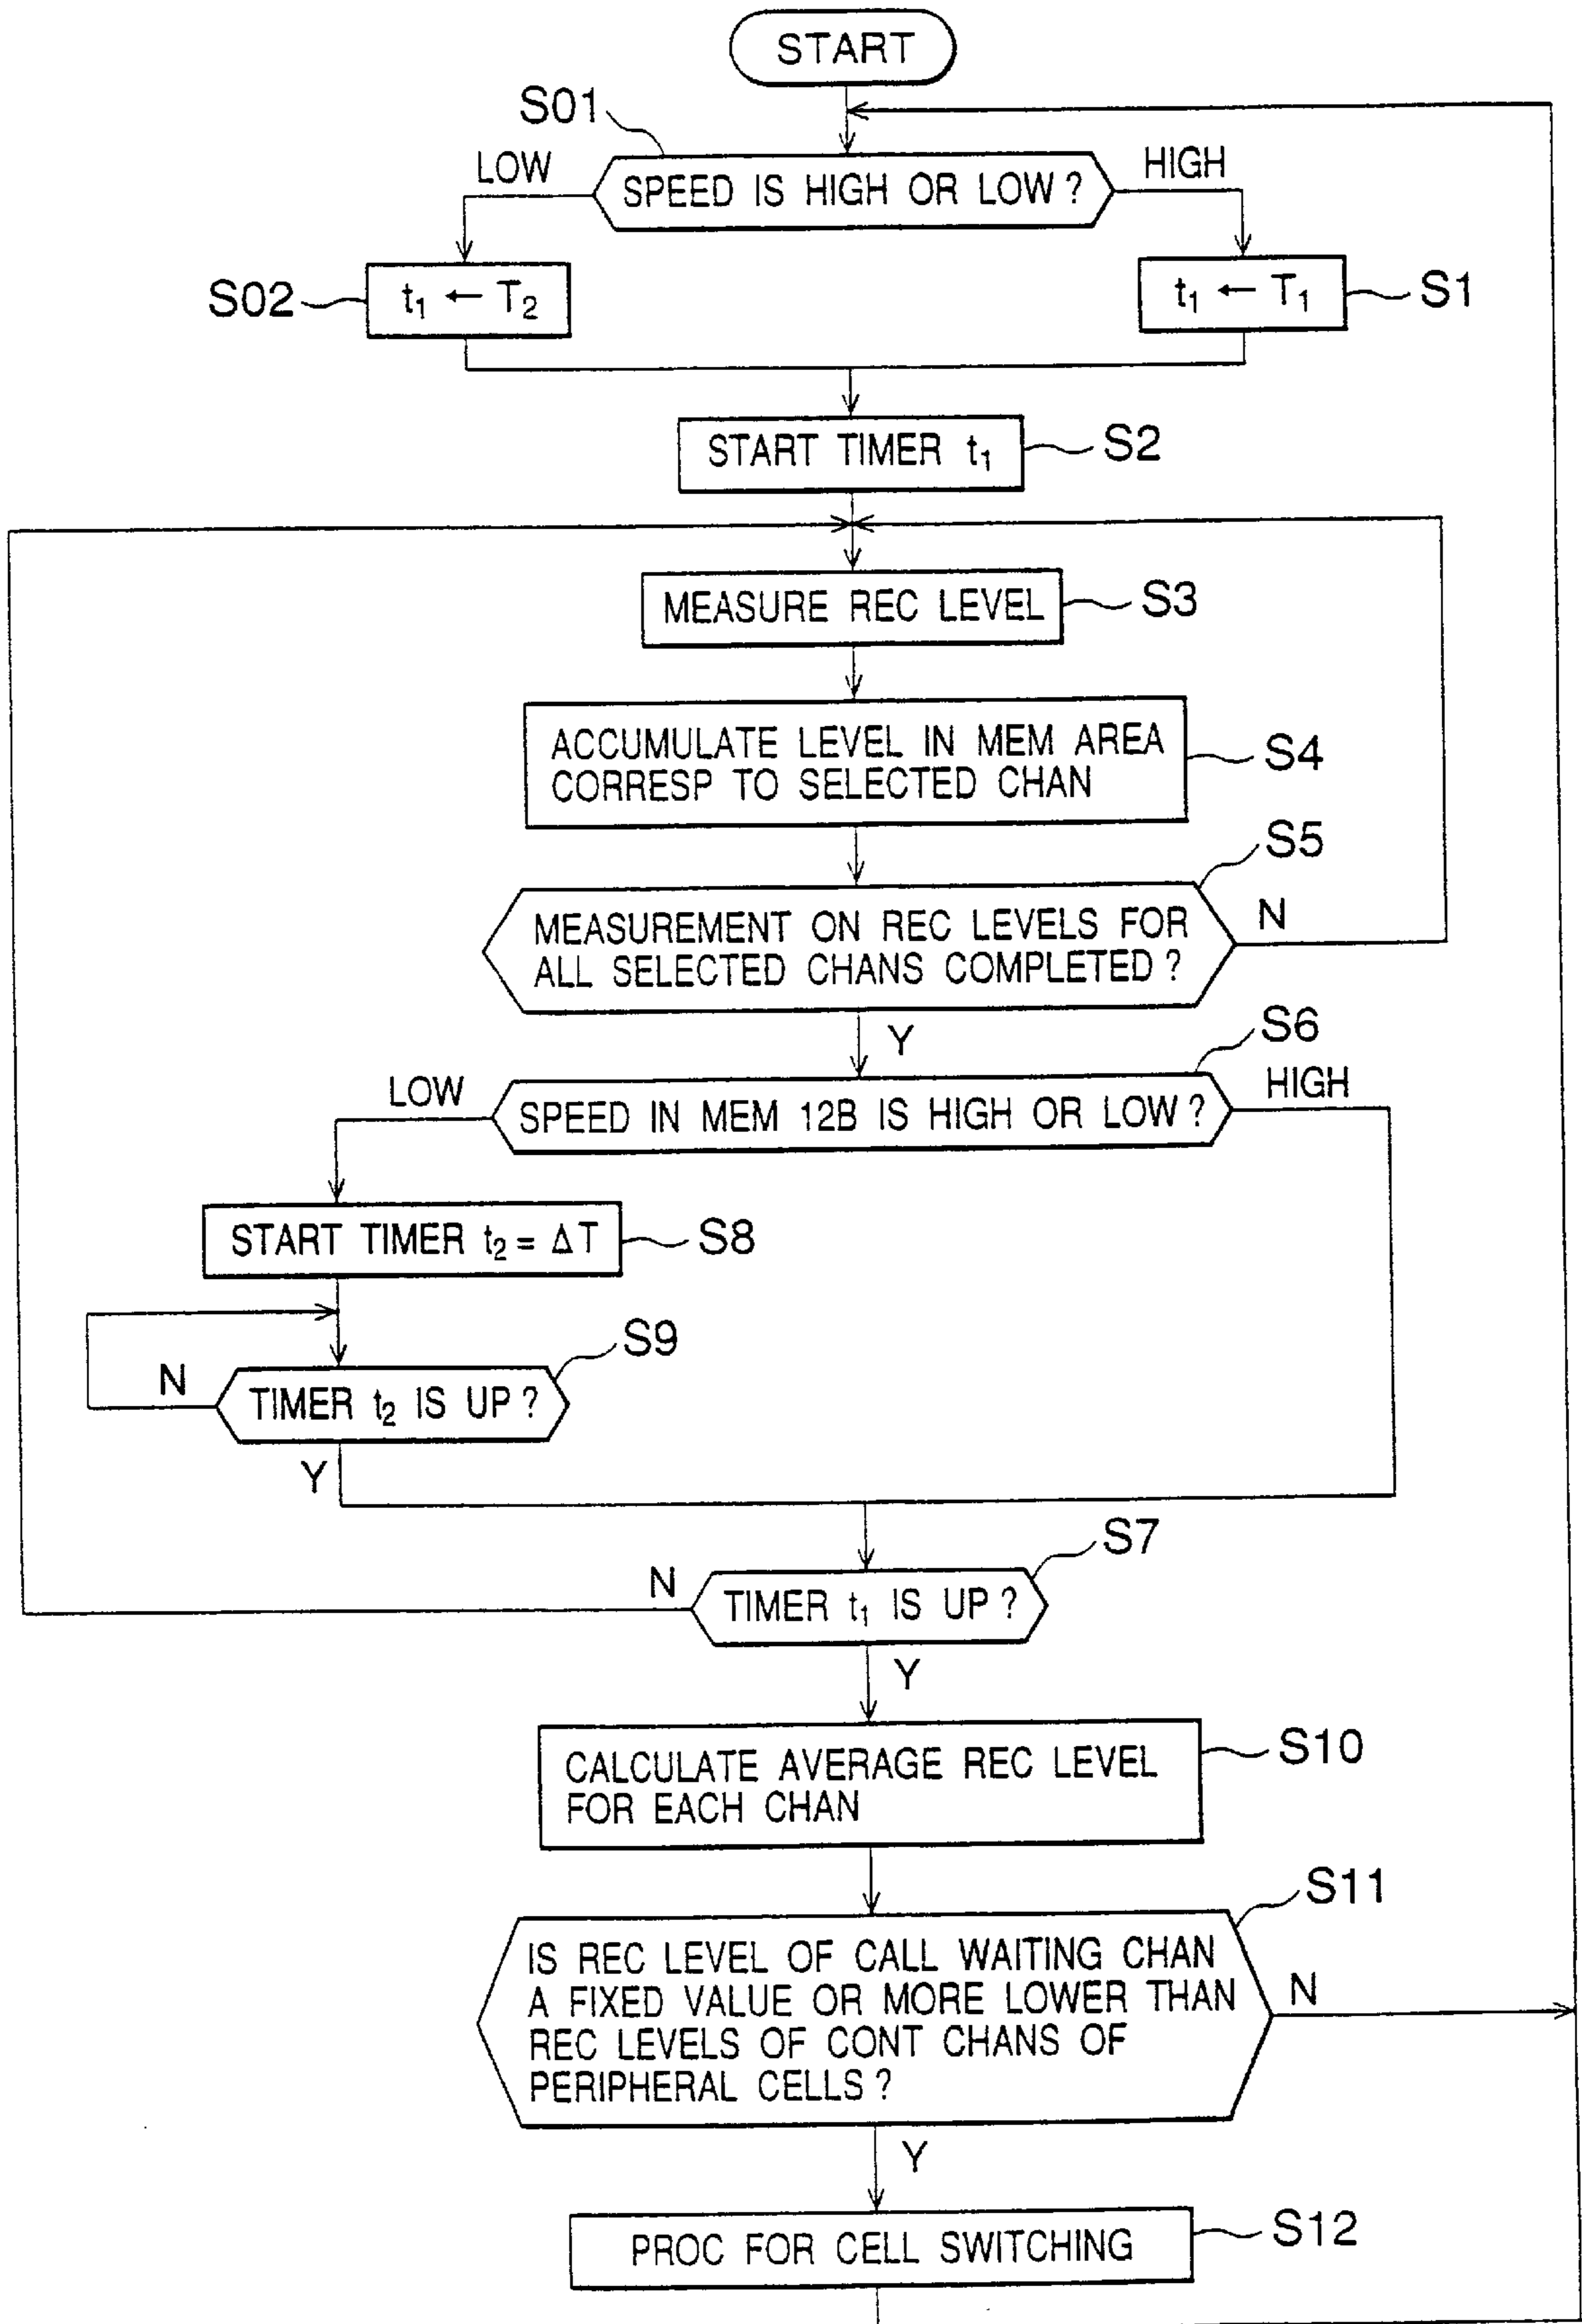 START
S01
LOW
HIGH
SPEED IS HIGH OR LOW ?
S02
t₁ ← T₂
t₁ ← T₁
S1
START TIMER t₁
S2
MEASURE REC LEVEL
S3
ACCUMULATE LEVEL IN MEM AREA
CORRESP TO SELECTED CHAN
S4
S5
MEASUREMENT ON REC LEVELS FOR
ALL SELECTED CHANS COMPLETED ?
N
Y
S6
LOW
HIGH
SPEED IN MEM 12B IS HIGH OR LOW ?
START TIMER t₂ = ΔT
S8
S9
N
TIMER t₂ IS UP ?
Y
S7
N
TIMER t₁ IS UP ?
Y
CALCULATE AVERAGE REC LEVEL
FOR EACH CHAN
S10
S11
IS REC LEVEL OF CALL WAITING CHAN
A FIXED VALUE OR MORE LOWER THAN
REC LEVELS OF CONT CHANS OF
PERIPHERAL CELLS ?
N
Y
PROC FOR CELL SWITCHING
S12